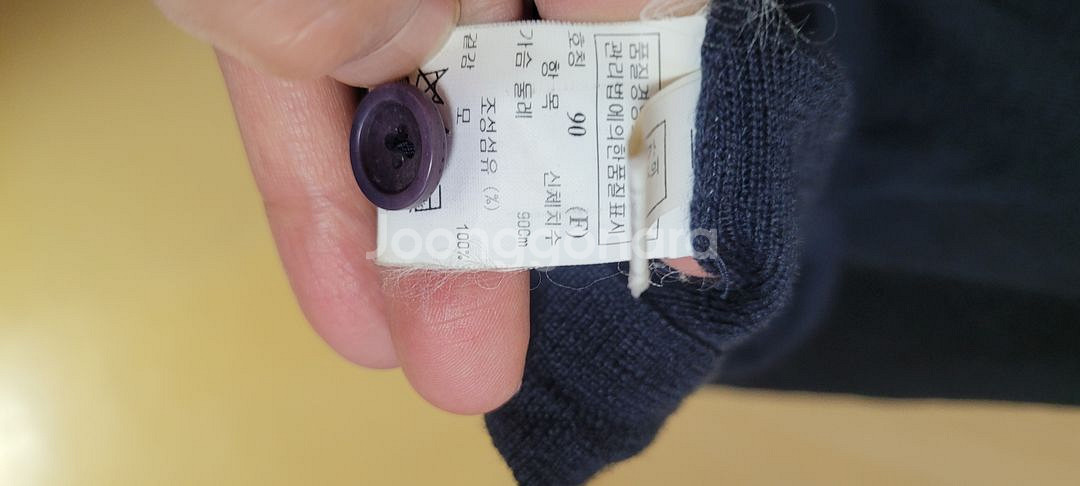 품질경
관리법에의한품질표시
호칭 90 (F)
항목 신체치수
가슴 둘레 90cm
조성섬유 (%)
겉감 모 100%
Joonggonara